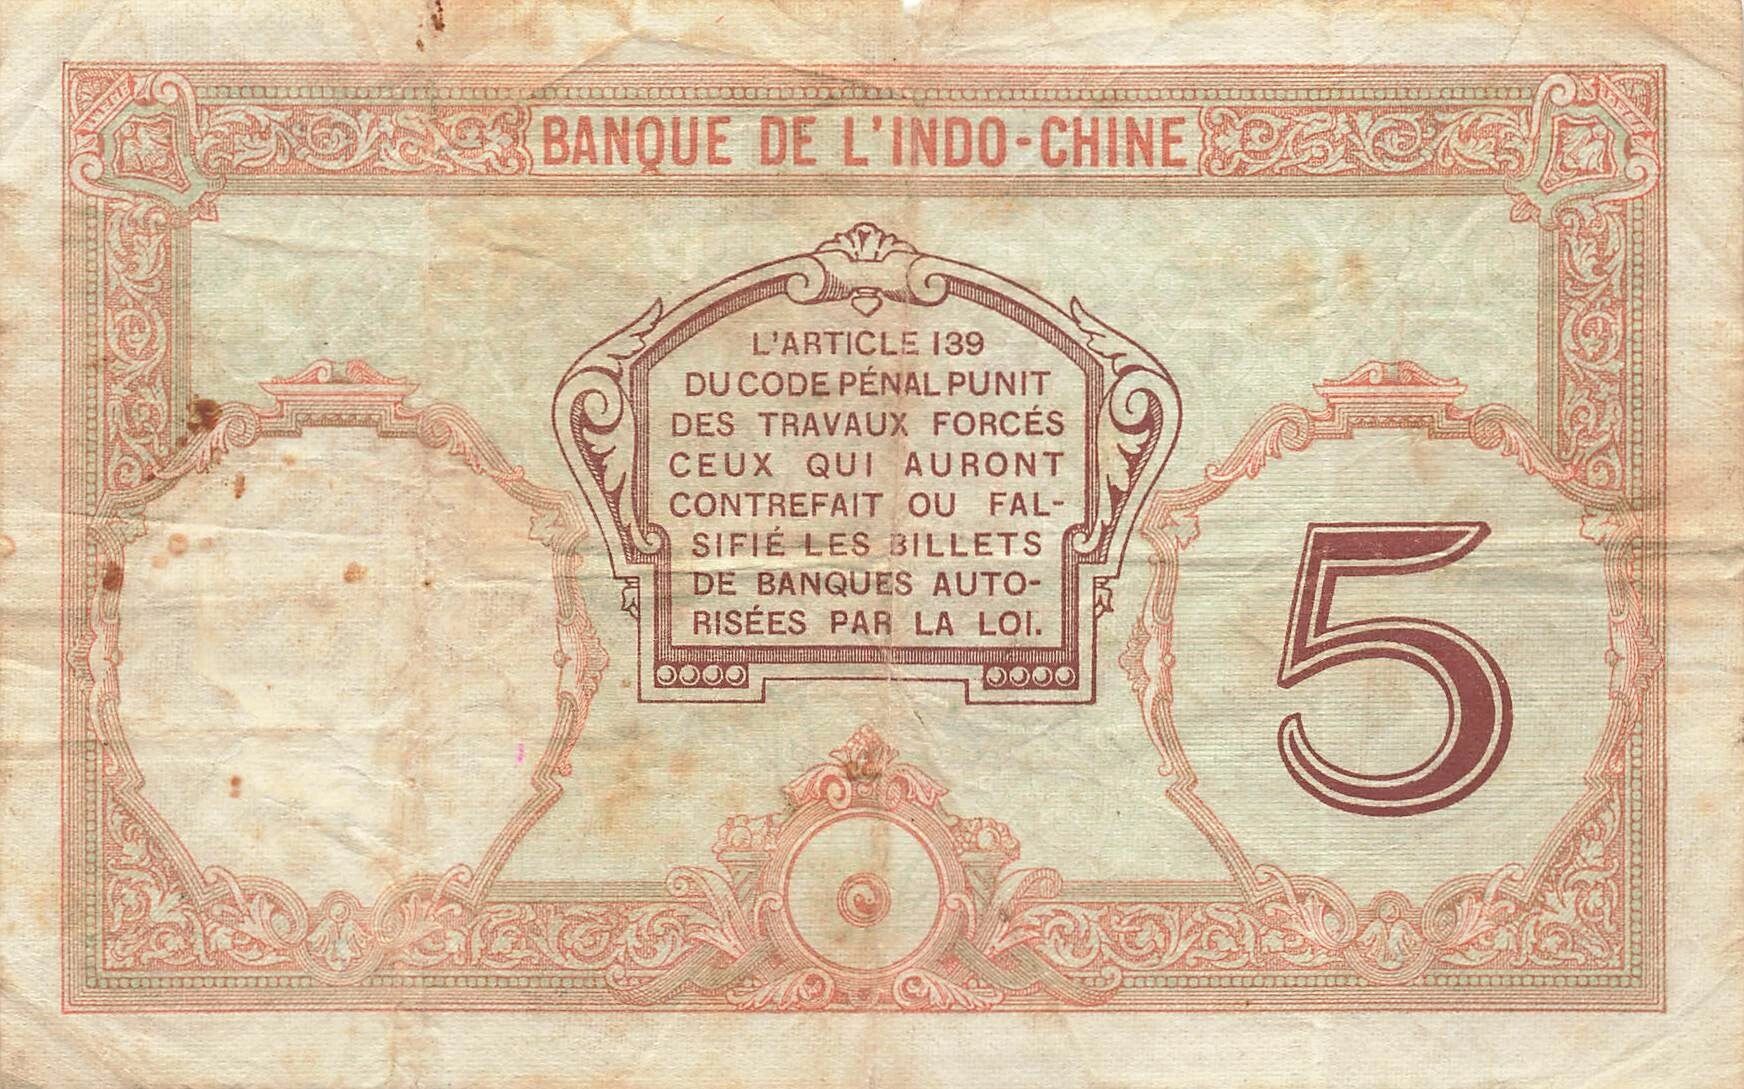 BANQUE DE L'INDO-CHINE
L'ARTICLE 139
DU CODE PÉNAL PUNIT
DES TRAVAUX FORCÉS
CEUX QUI AURONT
CONTREFAIT OU FAL-
SIFIÉ LES BILLETS
DE BANQUES AUTO-
RISÉES PAR LA LOI.
5